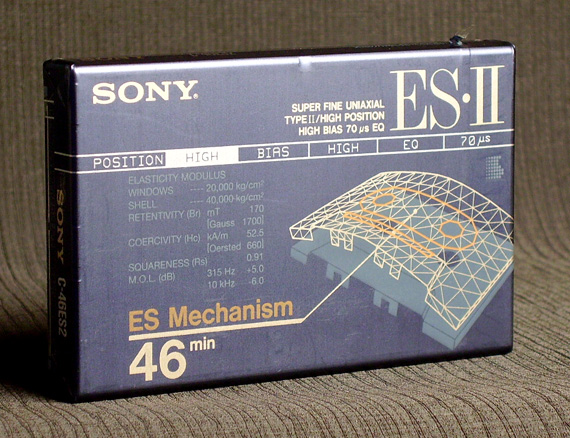 SONY.
ES·II
SUPER FINE UNIAXIAL
TYPE II/HIGH POSITION
HIGH BIAS 70 µs EQ
POSITION HIGH BIAS HIGH EQ 70 µs
ELASTICITY MODULUS
WINDOWS ---- 20,000 kg/cm²
SHELL ---- 40,000 kg/cm²
RETENTIVITY (Br) mT 170
[Gauss 1700]
COERCIVITY (Hc) kA/m 52.5
[Oersted 660]
SQUARENESS (Rs) 0.91
M.O.L. (dB) 315 Hz +5.0
10 kHz -6.0
ES Mechanism
46 min
SONY C-46ES2